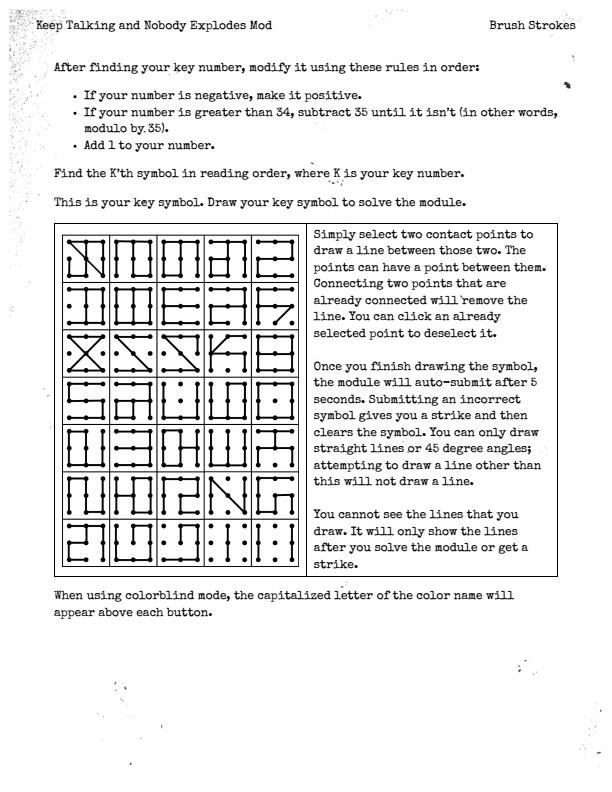 Keep Talking and Nobody Explodes Mod
Brush Strokes
After finding your key number, modify it using these rules in order:
• If your number is negative, make it positive.
• If your number is greater than 34, subtract 35 until it isn't (in other words,
modulo by 35).
• Add 1 to your number.
Find the K'th symbol in reading order, where K is your key number.
This is your key symbol. Draw your key symbol to solve the module.
Simply select two contact points to
draw a line between those two. The
points can have a point between them.
Connecting two points that are
already connected will remove the
line. You can click an already
selected point to deselect it.
Once you finish drawing the symbol,
the module will auto-submit after 5
seconds. Submitting an incorrect
symbol gives you a strike and then
clears the symbol. You can only draw
straight lines or 45 degree angles;
attempting to draw a line other than
this will not draw a line.
You cannot see the lines that you
draw. It will only show the lines
after you solve the module or get a
strike.
When using colorblind mode, the capitalized letter of the color name will
appear above each button.